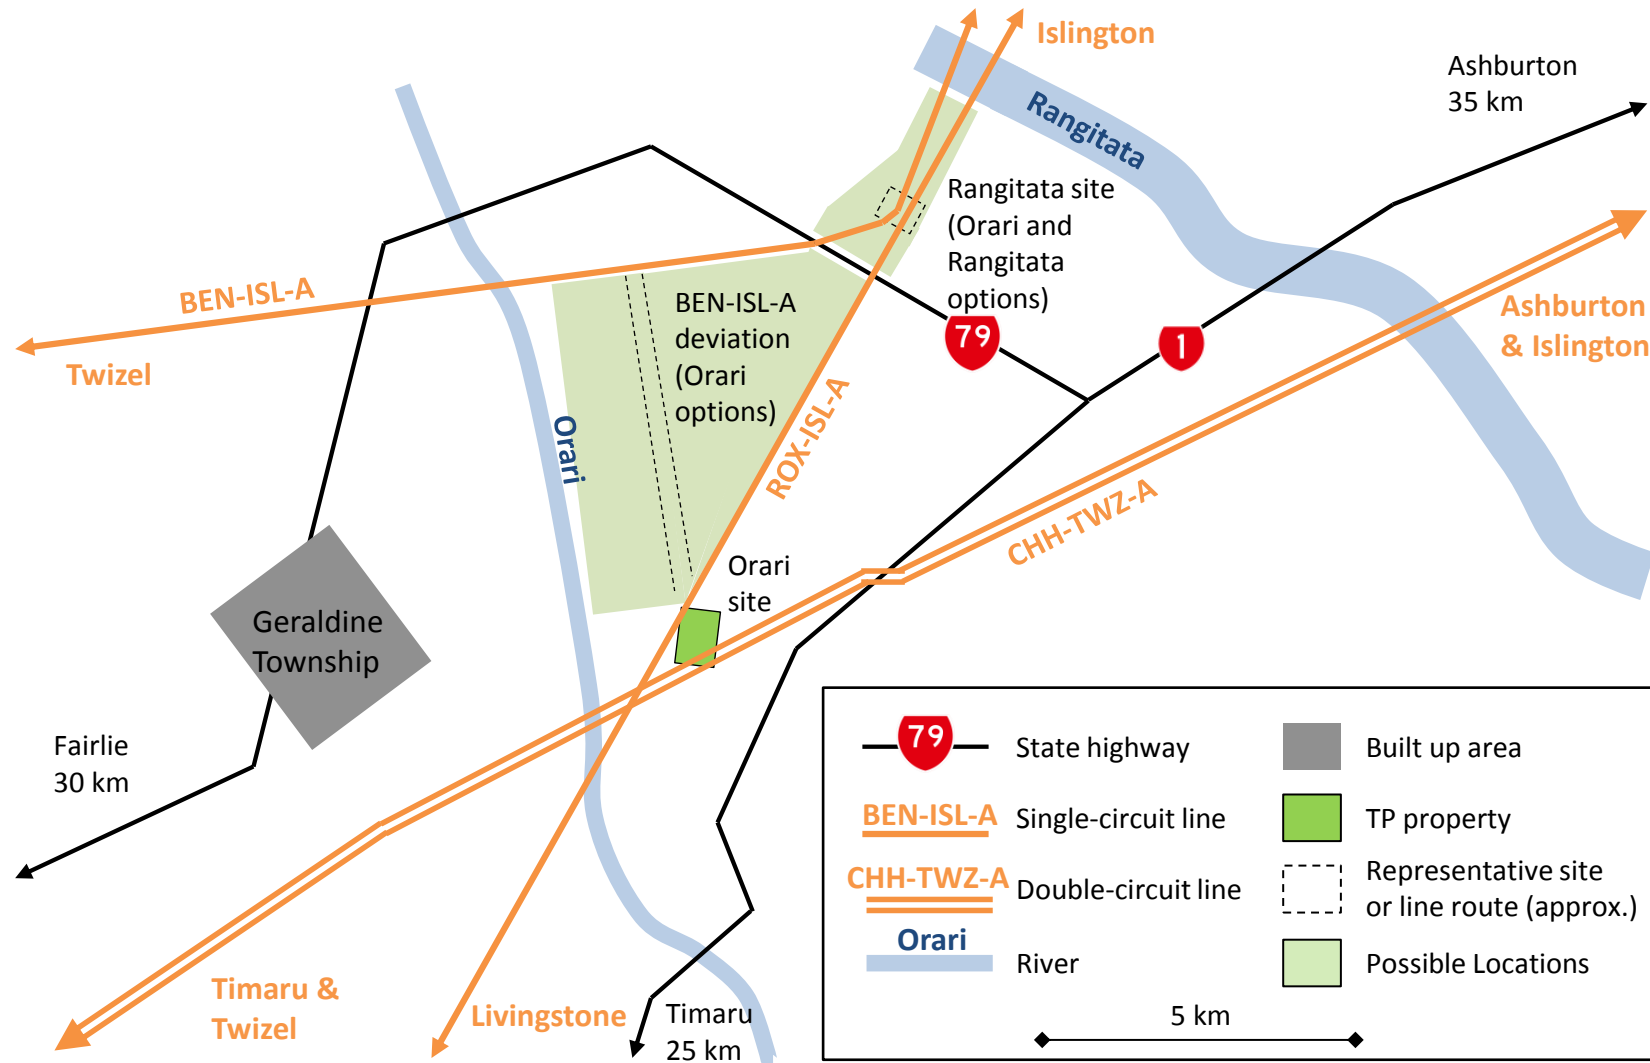 Islington
Ashburton
35 km
Rangitata
Rangitata site
(Orari and
Rangitata
options)
BEN-ISL-A
Twizel
BEN-ISL-A
deviation
(Orari
options)
79
1
Ashburton
& Islington
ROX-ISL-A
Orari
CHH-TWZ-A
Orari
site
Geraldine
Township
Fairlie
30 km
Timaru &
Twizel
Livingstone
Timaru
25 km
79
State highway
Built up area
BEN-ISL-A
Single-circuit line
TP property
CHH-TWZ-A
Double-circuit line
Representative site
or line route (approx.)
Orari
River
Possible Locations
5 km